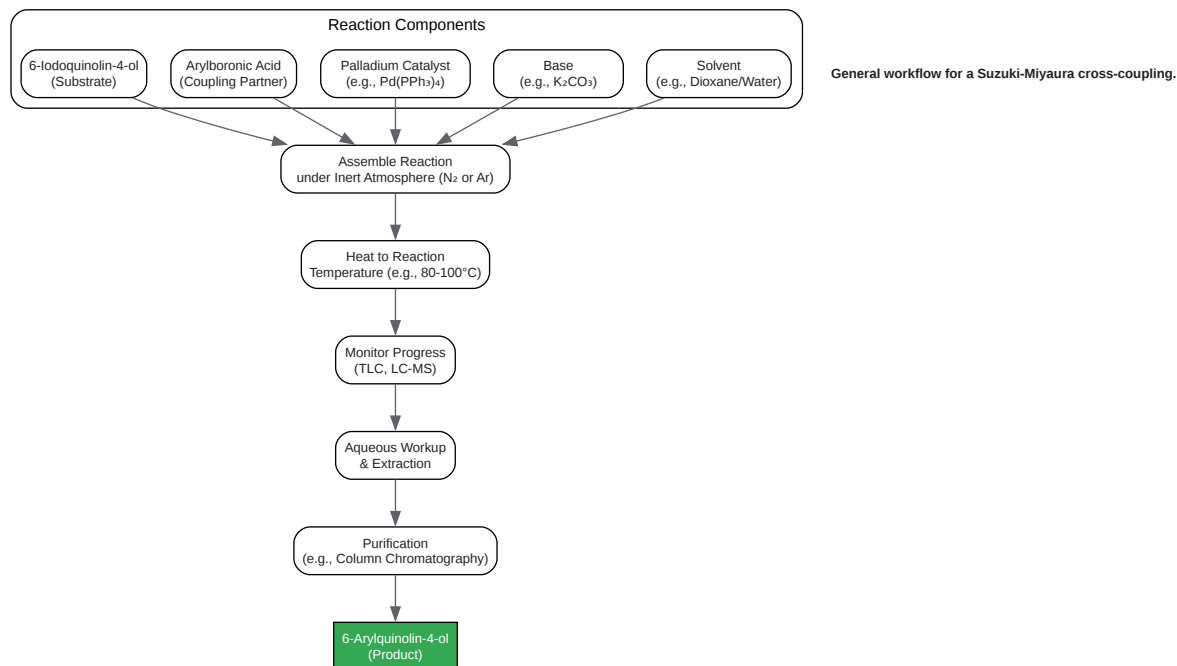 Reaction Components
6-Iodoquinolin-4-ol
(Substrate)
Arylboronic Acid
(Coupling Partner)
Palladium Catalyst
(e.g., Pd(PPh₃)₄)
Base
(e.g., K₂CO₃)
Solvent
(e.g., Dioxane/Water)
General workflow for a Suzuki-Miyaura cross-coupling.
Assemble Reaction
under Inert Atmosphere (N₂ or Ar)
Heat to Reaction
Temperature (e.g., 80-100°C)
Monitor Progress
(TLC, LC-MS)
Aqueous Workup
& Extraction
Purification
(e.g., Column Chromatography)
6-Arylquinolin-4-ol
(Product)